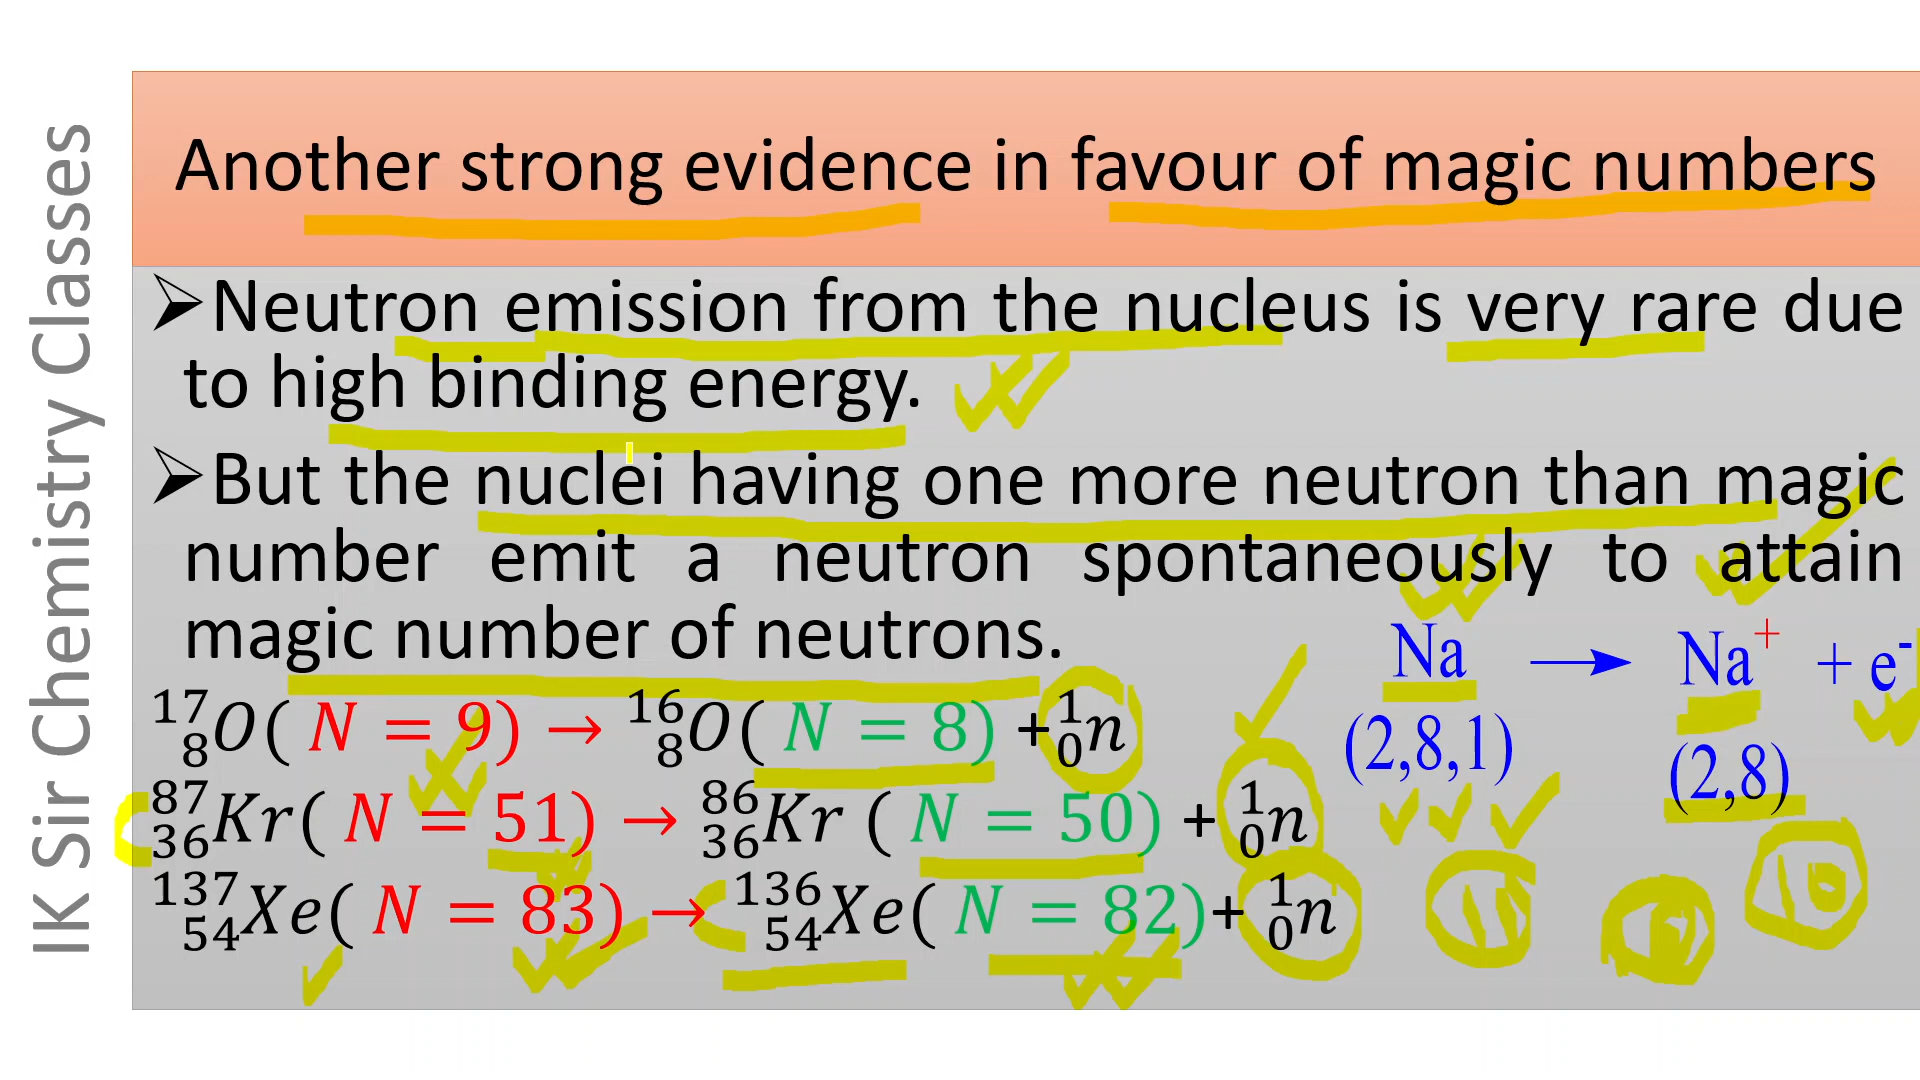 IK Sir Chemistry Classes
Another strong evidence in favour of magic numbers
➢Neutron emission from the nucleus is very rare due
to high binding energy.
➢But the nuclei having one more neutron than magic
number emit a neutron spontaneously to attain
magic number of neutrons.
Na → Na⁺ + e⁻
(2,8,1) (2,8)
¹⁷₈O( N = 9) → ¹⁶₈O( N = 8) +¹₀n
⁸⁷₃₆Kr( N = 51) → ⁸⁶₃₆Kr ( N = 50) + ¹₀n
¹³⁷₅₄Xe( N = 83) → ¹³⁶₅₄Xe( N = 82)+ ¹₀n
11 10